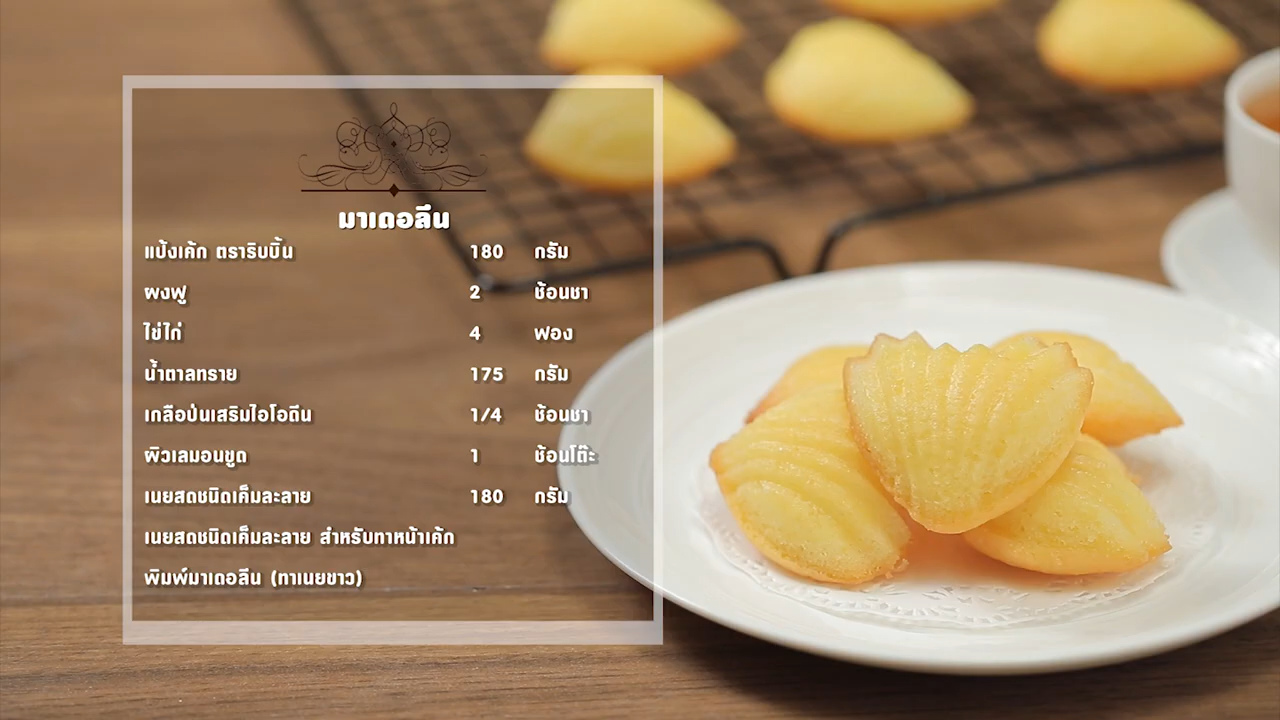 มาเดอลีน
แป้งเค้ก ตราริบบิ้น 180 กรัม
ผงฟู 2 ช้อนชา
ไข่ไก่ 4 ฟอง
น้ำตาลทราย 175 กรัม
เกลือป่นเสริมไอโอดีน 1/4 ช้อนชา
ผิวเลมอนขูด 1 ช้อนโต๊ะ
เนยสดชนิดเค็มละลาย 180 กรัม
เนยสดชนิดเค็มละลาย สำหรับทาหน้าเค้ก
พิมพ์มาเดอลีน (ทาเนยขาว)